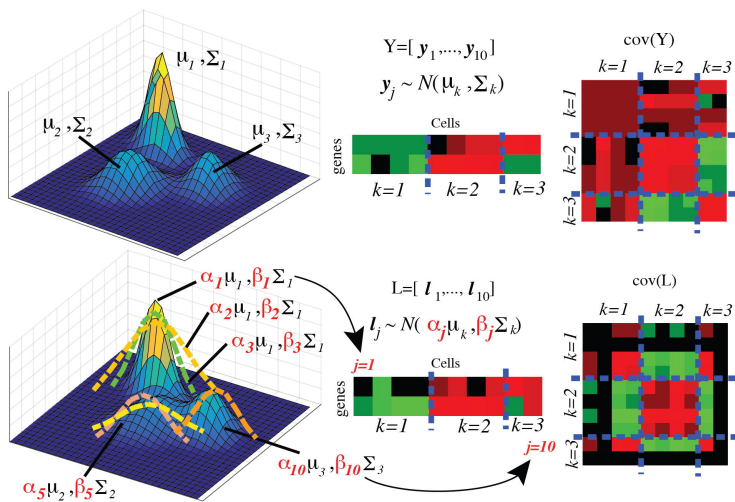 μ₁ , Σ₁
μ₂ , Σ₂
μ₃ , Σ₃
Y=[ y₁,..., y₁₀ ]
yⱼ ~ N( μₖ , Σₖ )
Cells
genes
k=1 k=2 k=3
cov(Y)
k=1 k=2 k=3
k=1
k=2
k=3
α₁μ₁, β₁Σ₁
α₂μ₁, β₂Σ₁
α₃μ₁, β₃Σ₁
α₅μ₂, β₅Σ₂
α₁₀μ₃, β₁₀Σ₃
L=[ l₁,..., l₁₀ ]
lⱼ ~ N( αⱼμₖ, βⱼΣₖ)
j=1
Cells
genes
k=1 k=2 k=3
j=10
cov(L)
k=1 k=2 k=3
k=1
k=2
k=3